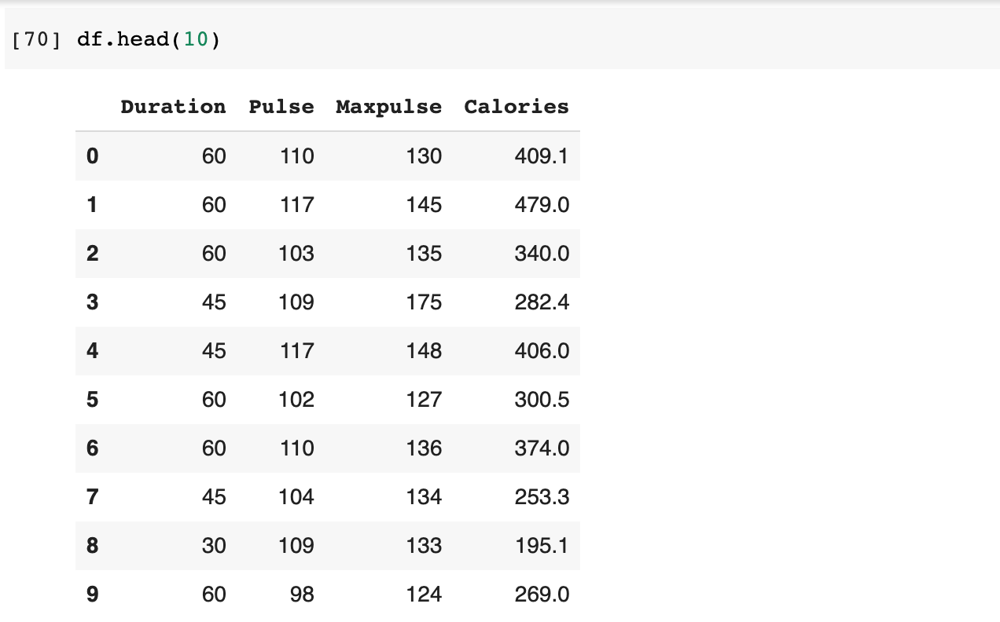 [70] df.head(10)
Duration Pulse Maxpulse Calories
0 60 110 130 409.1
1 60 117 145 479.0
2 60 103 135 340.0
3 45 109 175 282.4
4 45 117 148 406.0
5 60 102 127 300.5
6 60 110 136 374.0
7 45 104 134 253.3
8 30 109 133 195.1
9 60 98 124 269.0